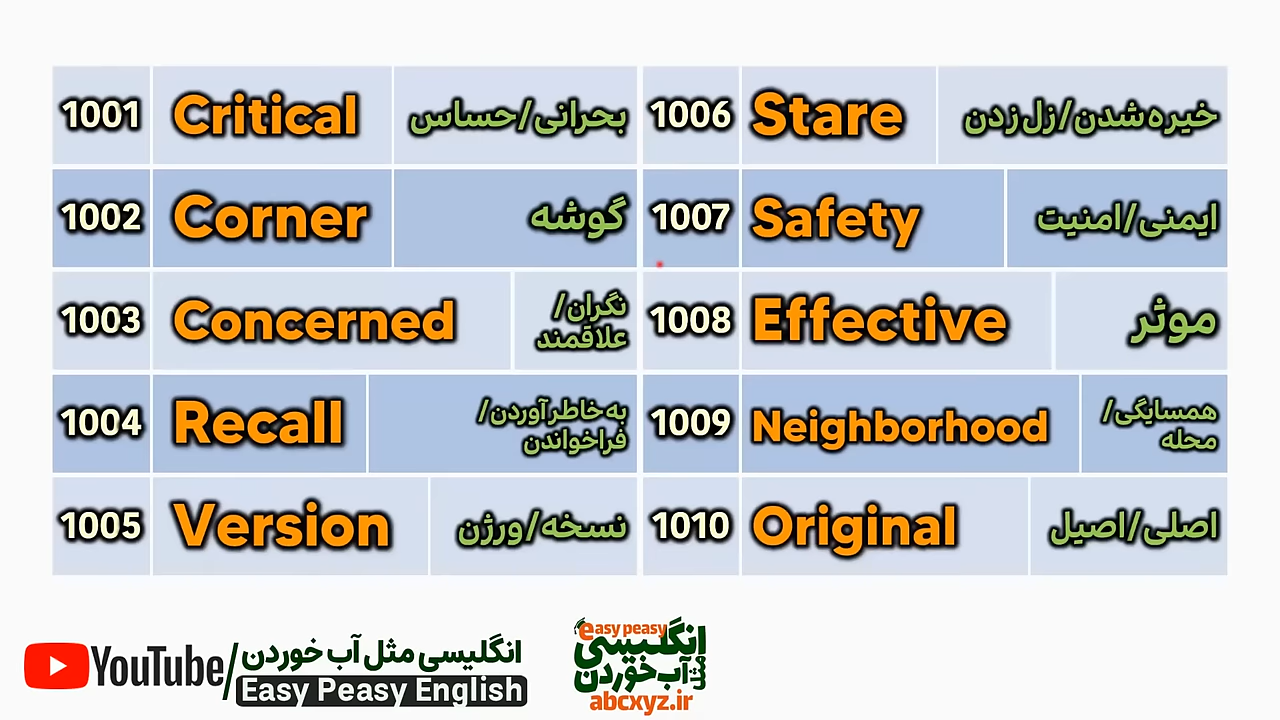 1001 Critical بحرانی/حساس
1002 Corner گوشه
1003 Concerned نگران/
علاقمند
1004 Recall به‌خاطرآوردن/
فراخواندن
1005 Version نسخه/ورژن
1006 Stare خیره‌شدن/زل‌زدن
1007 Safety ایمنی/امنیت
1008 Effective موثر
1009 Neighborhood همسایگی/
محله
1010 Original اصلی/اصیل
YouTube/انگلیسی مثل آب خوردن
Easy Peasy English
easy peasy
انگلیسی
مثل آب خوردن
abcxyz.ir